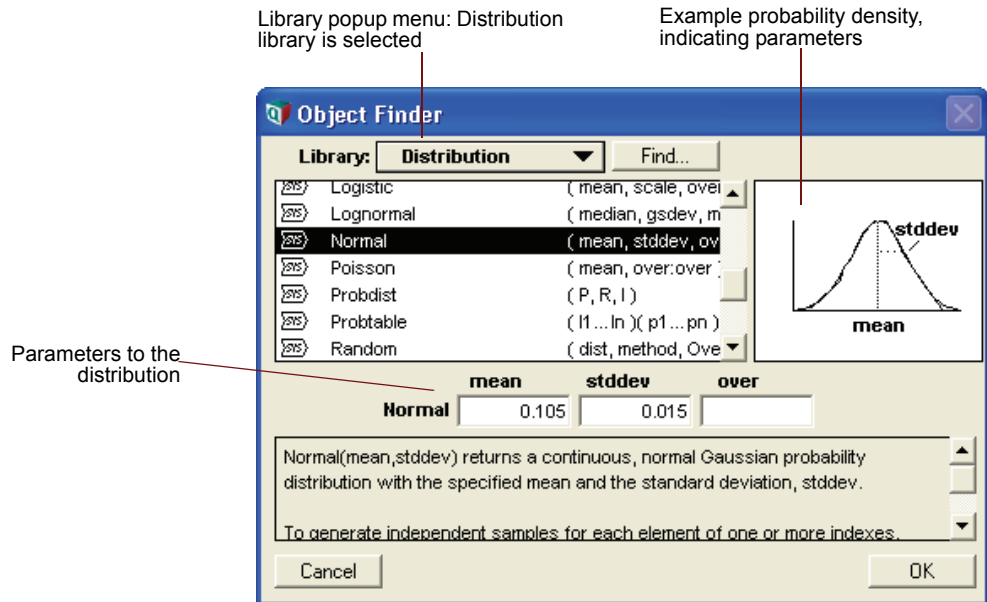 Library popup menu: Distribution
library is selected
Example probability density,
indicating parameters
Object Finder
Library: Distribution Find...
Logistic ( mean, scale, over
Lognormal ( median, gsdev, m
Normal ( mean, stddev, ov
Poisson ( mean, over:over )
Probdist ( P, R, I )
Probtable ( I1...In )( p1...pn )
Random ( dist, method, Ove
stddev
mean
Parameters to the
distribution
mean stddev over
Normal 0.105 0.015
Normal(mean,stddev) returns a continuous, normal Gaussian probability
distribution with the specified mean and the standard deviation, stddev.
To generate independent samples for each element of one or more indexes,
Cancel OK